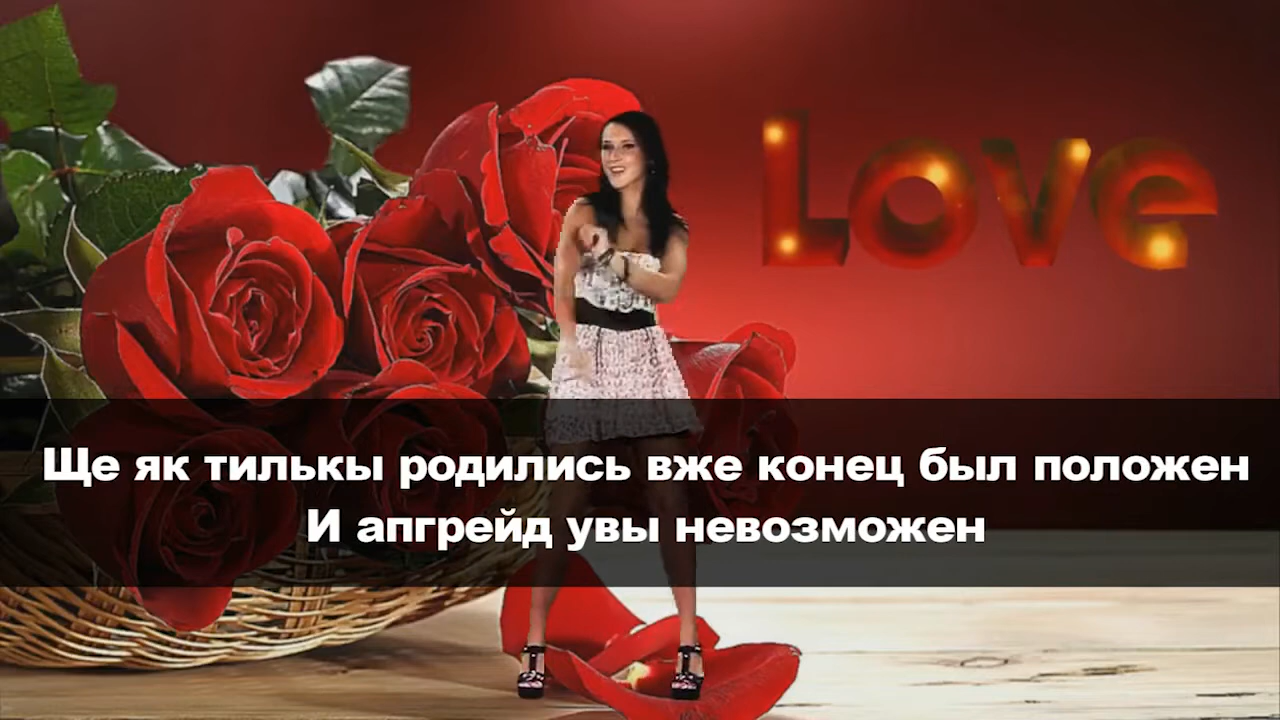 Love
Ще як тилькы родились вже конец был положен
И апгрейд увы невозможен